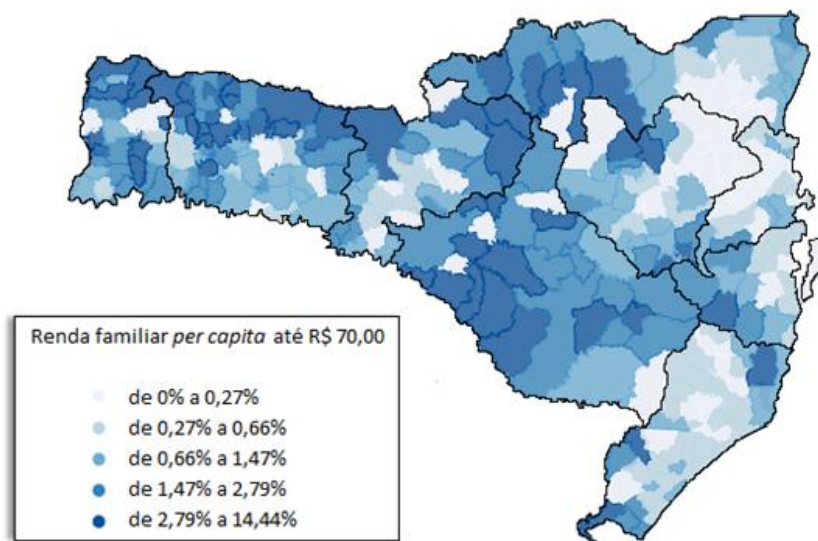 Renda familiar per capita até R$ 70,00
de 0% a 0,27%
de 0,27% a 0,66%
de 0,66% a 1,47%
de 1,47% a 2,79%
de 2,79% a 14,44%